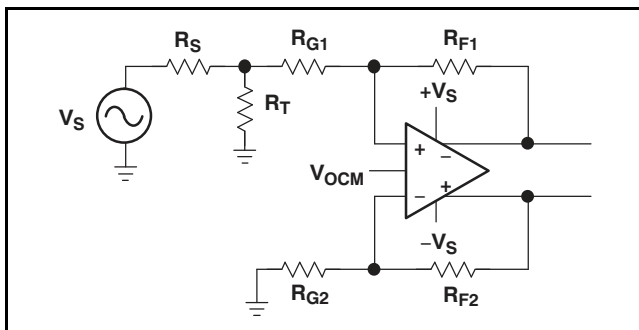 R_S
R_G1
R_F1
R_T
V_S
+V_S
+
−
V_OCM
−
+
−V_S
R_G2
R_F2